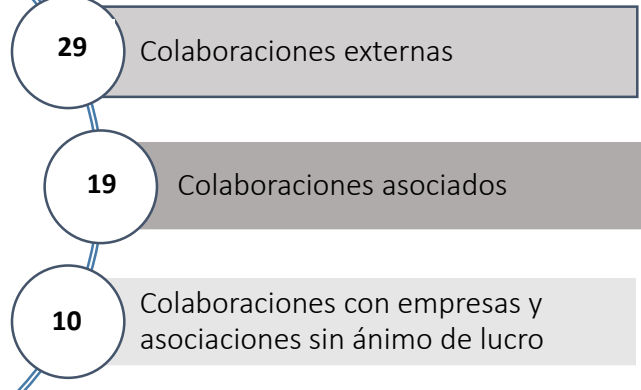 29 Colaboraciones externas
19 Colaboraciones asociados
10 Colaboraciones con empresas y
asociaciones sin ánimo de lucro